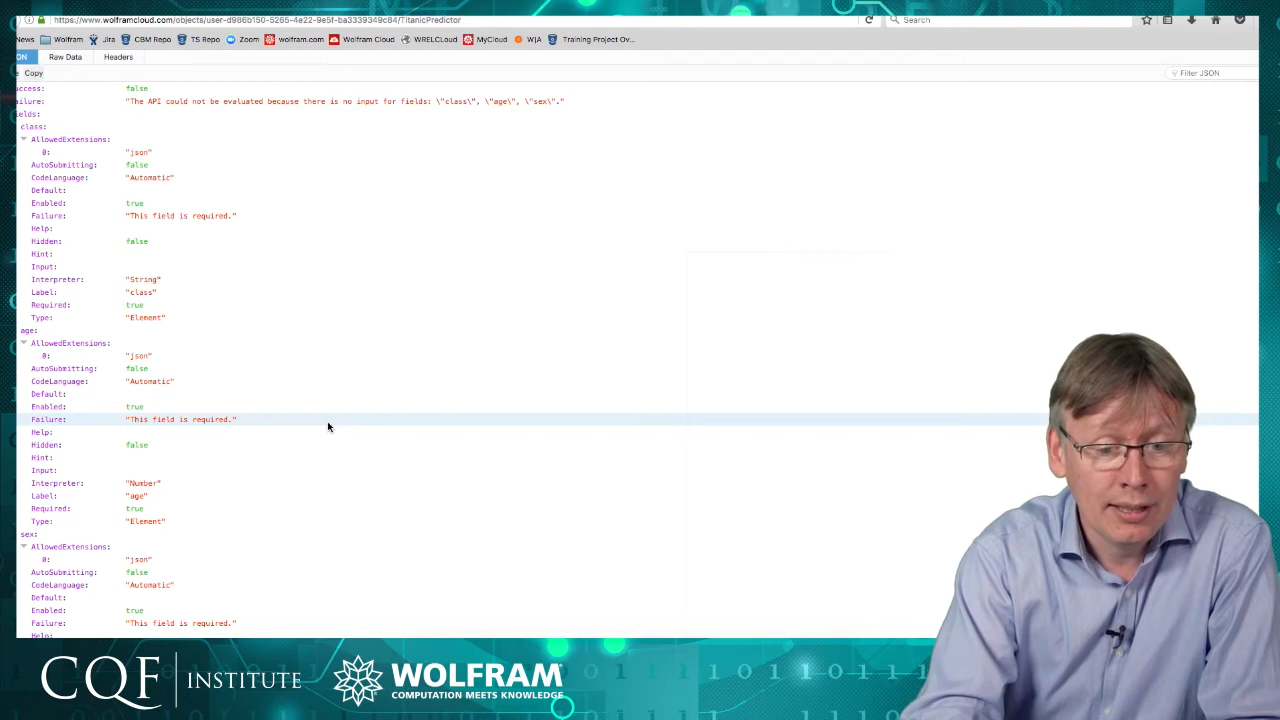 https://www.wolframcloud.com/objects/user-d986b150-5265-4e22-9e5f-ba3339349c84/TitanicPredictor
Search
News Wolfram Jira CBM Repo TS Repo Zoom wolfram.com Wolfram Cloud WRELCLoud MyCloud W|A Training Project Ov...
ON Raw Data Headers
e Copy Filter JSON
uccess: false
ailure: "The API could not be evaluated because there is no input for fields: \"class\", \"age\", \"sex\"."
ields:
class:
AllowedExtensions:
0: "json"
AutoSubmitting: false
CodeLanguage: "Automatic"
Default:
Enabled: true
Failure: "This field is required."
Help:
Hidden: false
Hint:
Input:
Interpreter: "String"
Label: "class"
Required: true
Type: "Element"
age:
AllowedExtensions:
0: "json"
AutoSubmitting: false
CodeLanguage: "Automatic"
Default:
Enabled: true
Failure: "This field is required."
Help:
Hidden: false
Hint:
Input:
Interpreter: "Number"
Label: "age"
Required: true
Type: "Element"
sex:
AllowedExtensions:
0: "json"
AutoSubmitting: false
CodeLanguage: "Automatic"
Default:
Enabled: true
Failure: "This field is required."
Help:
CQF INSTITUTE
WOLFRAM
COMPUTATION MEETS KNOWLEDGE